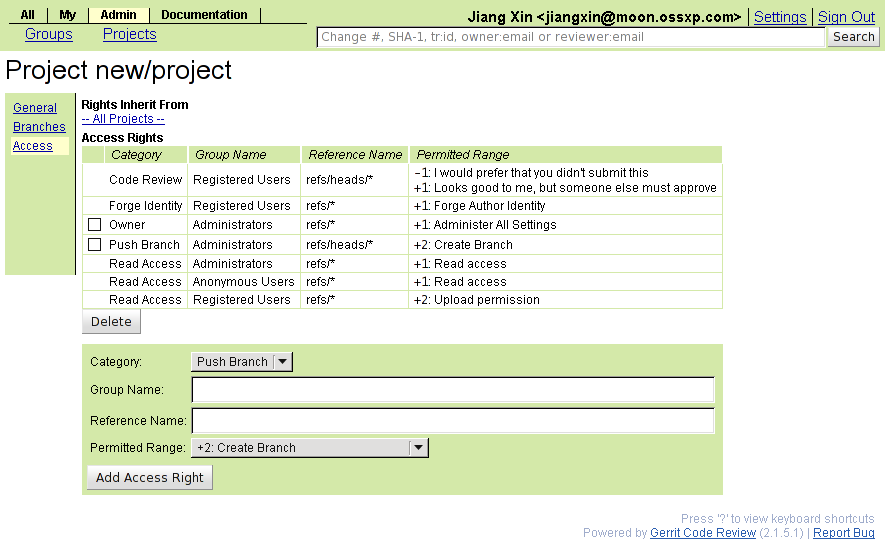 All My Admin Documentation Jiang Xin <jiangxin@moon.ossxp.com> | Settings | Sign Out
Groups Projects Change #, SHA-1, tr:id, owner:email or reviewer:email Search
Project new/project
General
Branches
Access
Rights Inherit From
-- All Projects --
Access Rights
Category Group Name Reference Name Permitted Range
Code Review Registered Users refs/heads/* -1: I would prefer that you didn't submit this
+1: Looks good to me, but someone else must approve
Forge Identity Registered Users refs/* +1: Forge Author Identity
Owner Administrators refs/* +1: Administer All Settings
Push Branch Administrators refs/heads/* +2: Create Branch
Read Access Administrators refs/* +1: Read access
Read Access Anonymous Users refs/* +1: Read access
Read Access Registered Users refs/* +2: Upload permission
Delete
Category: Push Branch
Group Name:
Reference Name:
Permitted Range: +2: Create Branch
Add Access Right
Press '?' to view keyboard shortcuts
Powered by Gerrit Code Review (2.1.5.1) | Report Bug